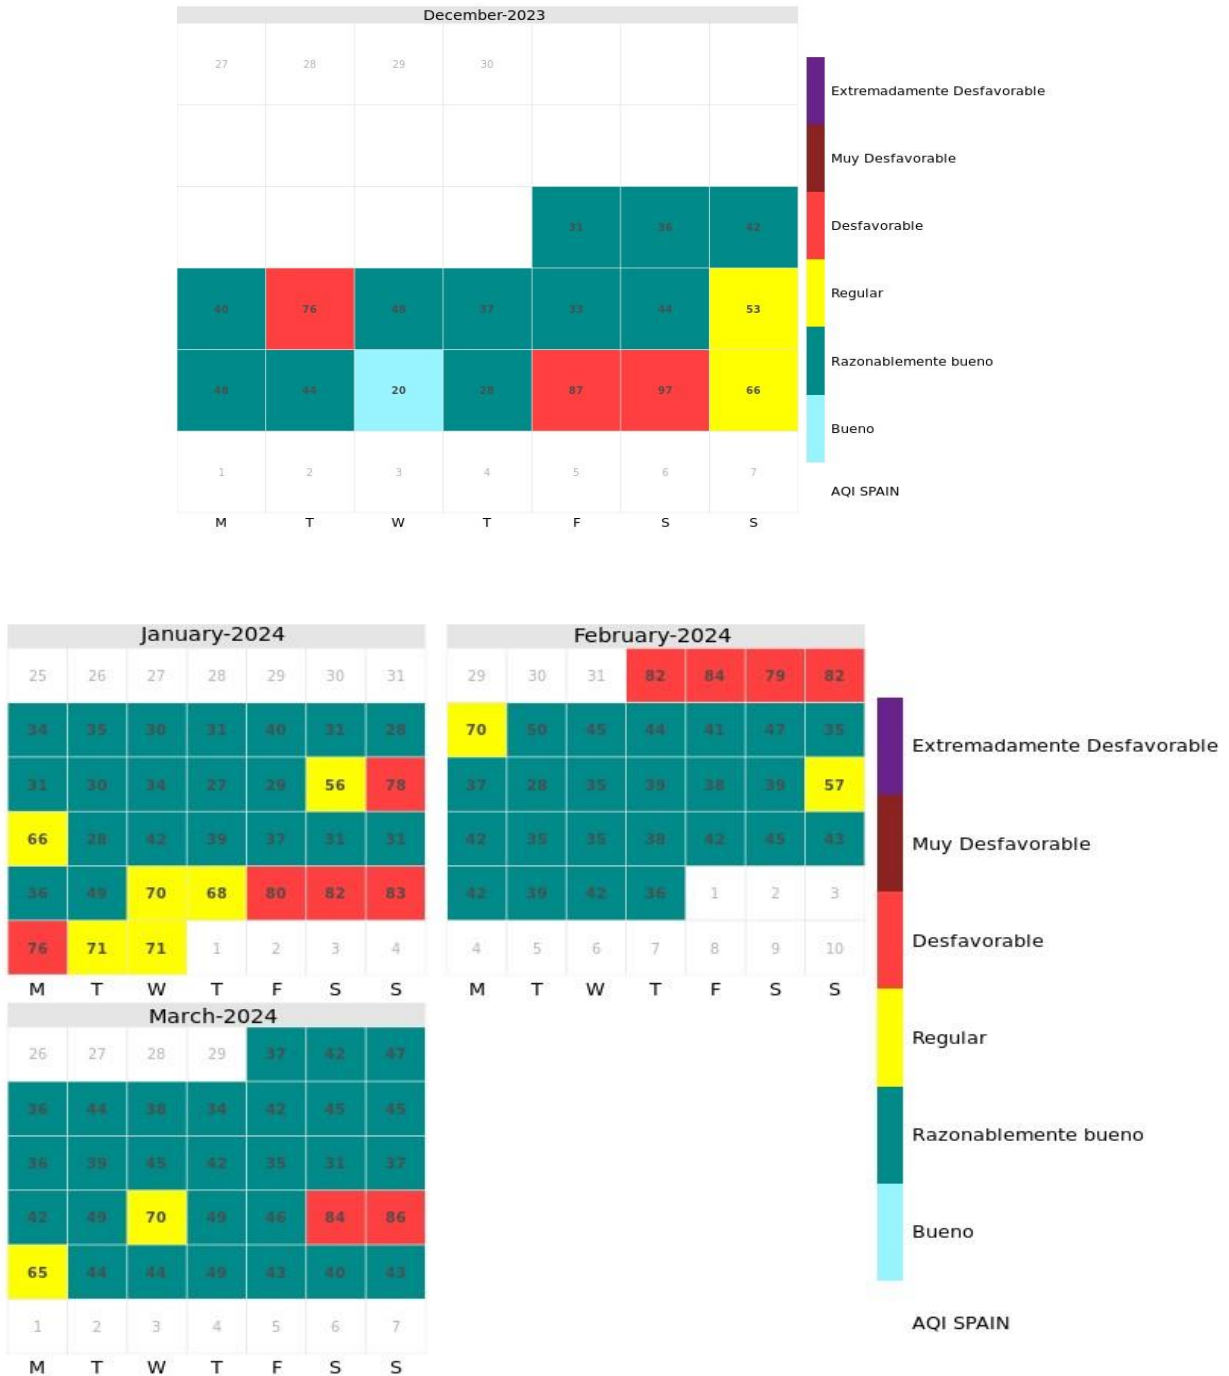 December-2023
27 28 29 30
31 36 42
40 76 48 37 33 44 53
48 44 20 28 87 97 66
1 2 3 4 5 6 7
M T W T F S S
Extremadamente Desfavorable
Muy Desfavorable
Desfavorable
Regular
Razonablemente bueno
Bueno
AQI SPAIN
January-2024
25 26 27 28 29 30 31
34 35 30 31 40 31 28
31 30 34 27 29 56 78
66 28 42 39 37 31 31
36 49 70 68 80 82 83
76 71 71 1 2 3 4
M T W T F S S
February-2024
29 30 31 82 84 79 82
70 50 45 44 41 47 35
37 28 35 39 38 39 57
42 35 35 38 42 45 43
42 39 42 36 1 2 3
4 5 6 7 8 9 10
M T W T F S S
March-2024
26 27 28 29 37 42 47
36 44 38 34 42 45 45
36 39 45 42 35 31 37
42 49 70 49 46 84 86
65 44 44 49 43 40 43
1 2 3 4 5 6 7
M T W T F S S
Extremadamente Desfavorable
Muy Desfavorable
Desfavorable
Regular
Razonablemente bueno
Bueno
AQI SPAIN